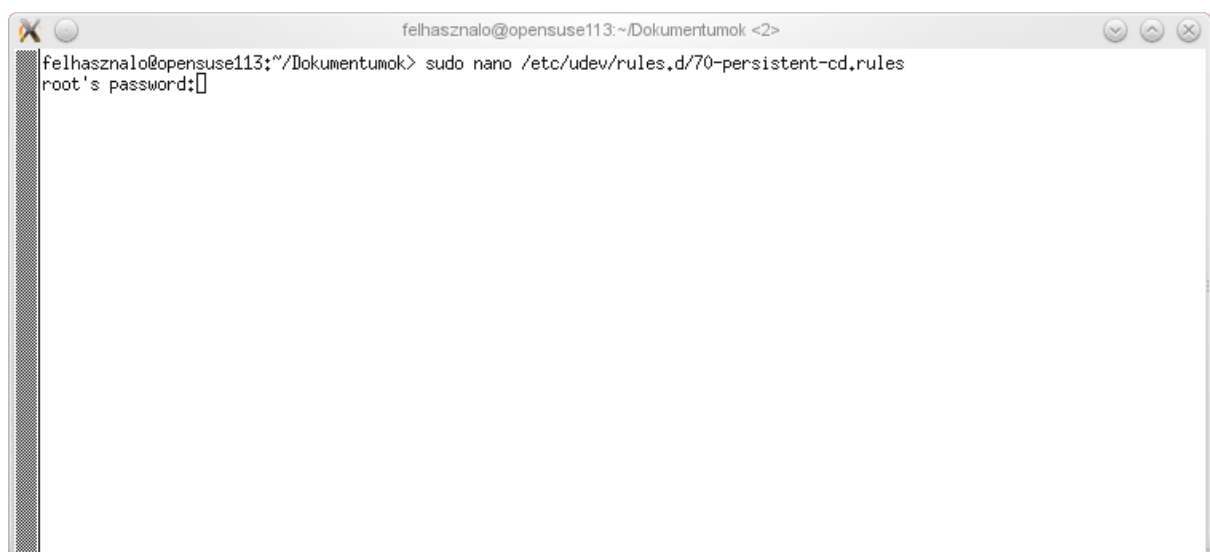 felhasznalo@opensuse113:~/Dokumentumok <2>
felhasznalo@opensuse113:~/Dokumentumok> sudo nano /etc/udev/rules.d/70-persistent-cd.rules
root's password: